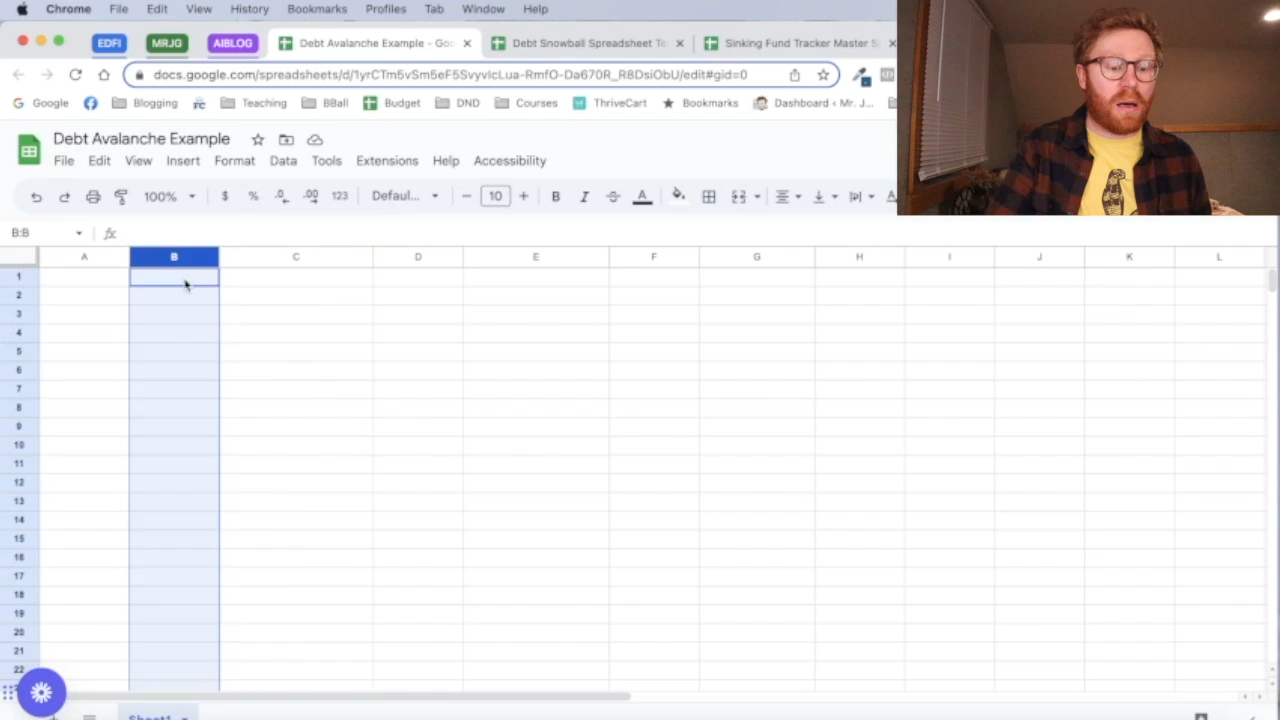 Chrome File Edit View History Bookmarks Profiles Tab Window Help
EDFI MRJG AIBLOG Debt Avalanche Example - Goo Debt Snowball Spreadsheet To Sinking Fund Tracker Master S
docs.google.com/spreadsheets/d/1yrCTm5vSm5eF5SvyvIcLua-RmfO-Da670R_R8DsiObU/edit#gid=0
Google Blogging Teaching BBall Budget DND Courses ThriveCart Bookmarks Dashboard ‹ Mr. J...
Debt Avalanche Example
File Edit View Insert Format Data Tools Extensions Help Accessibility
100% $ % .0 .00 123 Defaul... − 10 + B I S A
B:B fx
A B C D E F G H I J K L
1
2
3
4
5
6
7
8
9
10
11
12
13
14
15
16
17
18
19
20
21
22
Sheet1